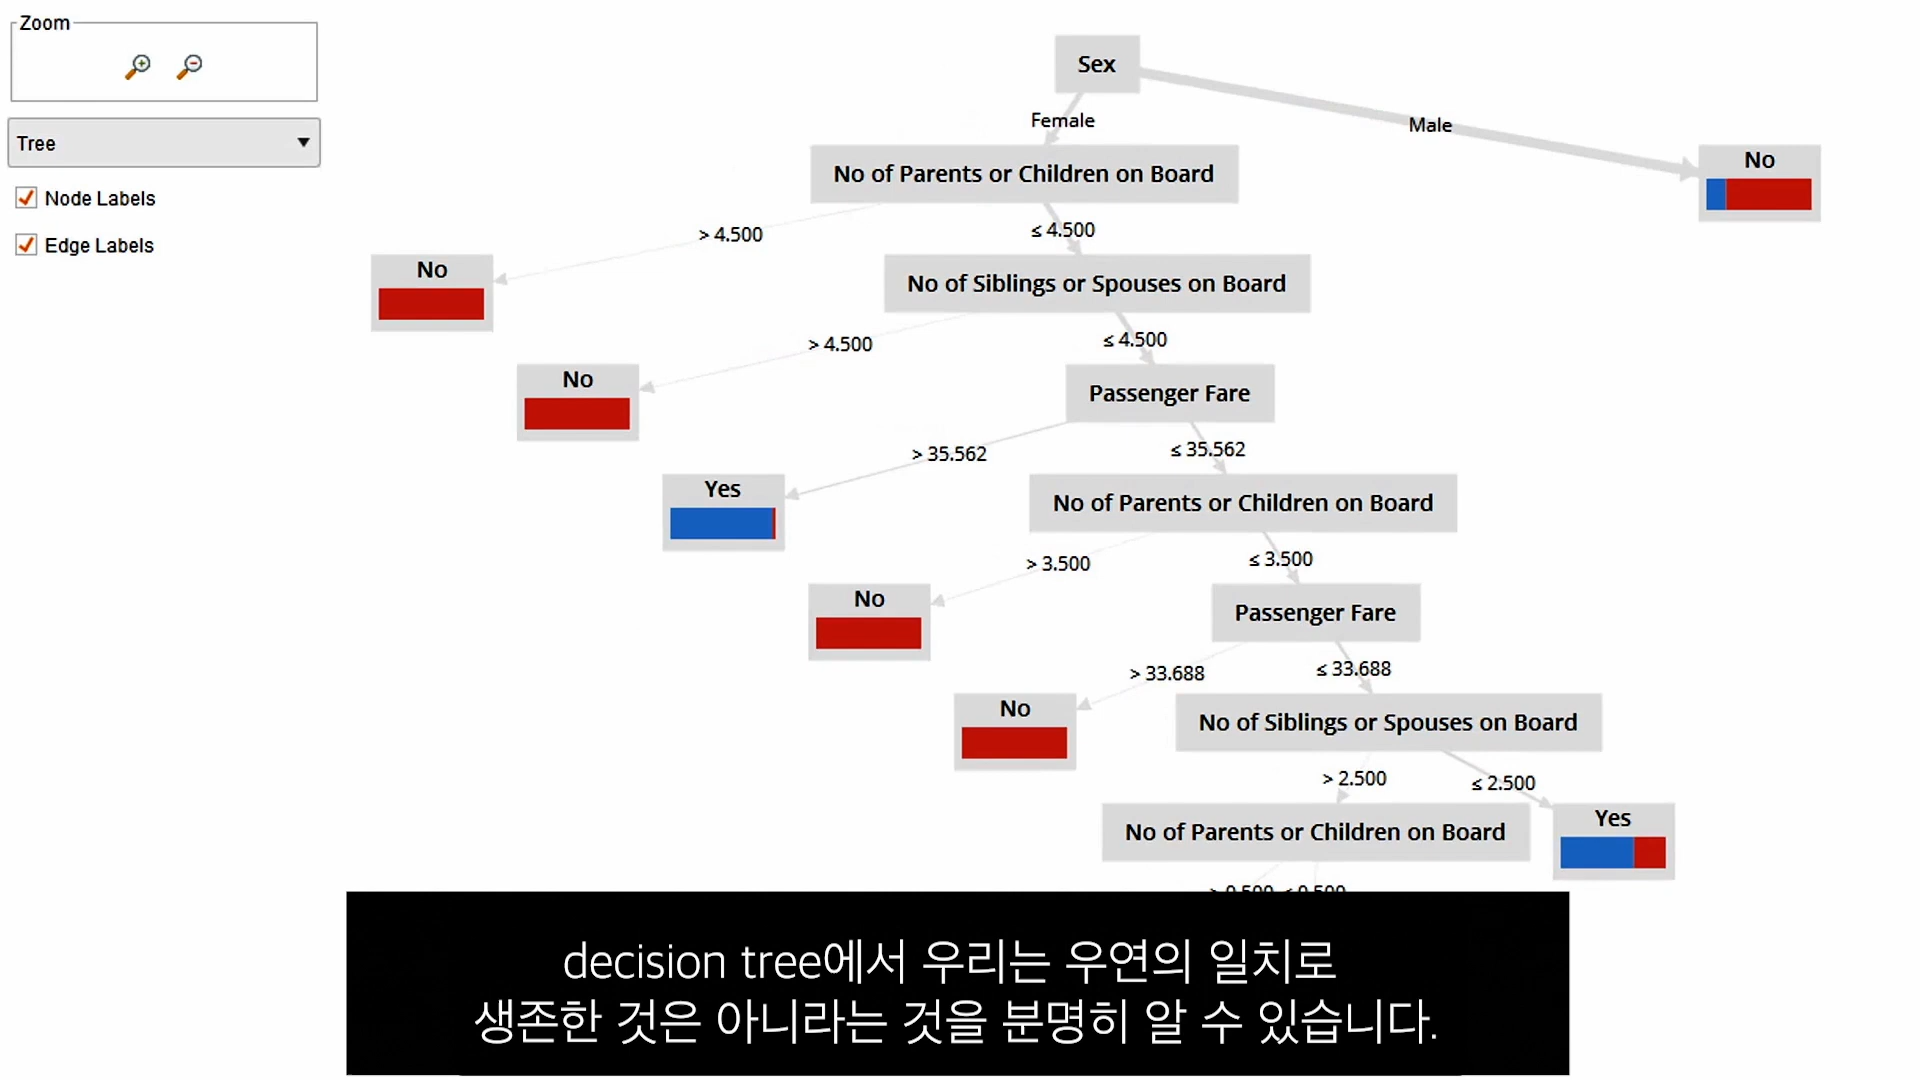 Zoom
Tree
Node Labels
Edge Labels
Sex
Female
Male
No
No of Parents or Children on Board
> 4.500
≤ 4.500
No
No of Siblings or Spouses on Board
> 4.500
≤ 4.500
No
Passenger Fare
> 35.562
≤ 35.562
Yes
No of Parents or Children on Board
> 3.500
≤ 3.500
No
Passenger Fare
> 33.688
≤ 33.688
No
No of Siblings or Spouses on Board
> 2.500
≤ 2.500
No of Parents or Children on Board
Yes
> 0.500 ≤ 0.500
decision tree에서 우리는 우연의 일치로
생존한 것은 아니라는 것을 분명히 알 수 있습니다.